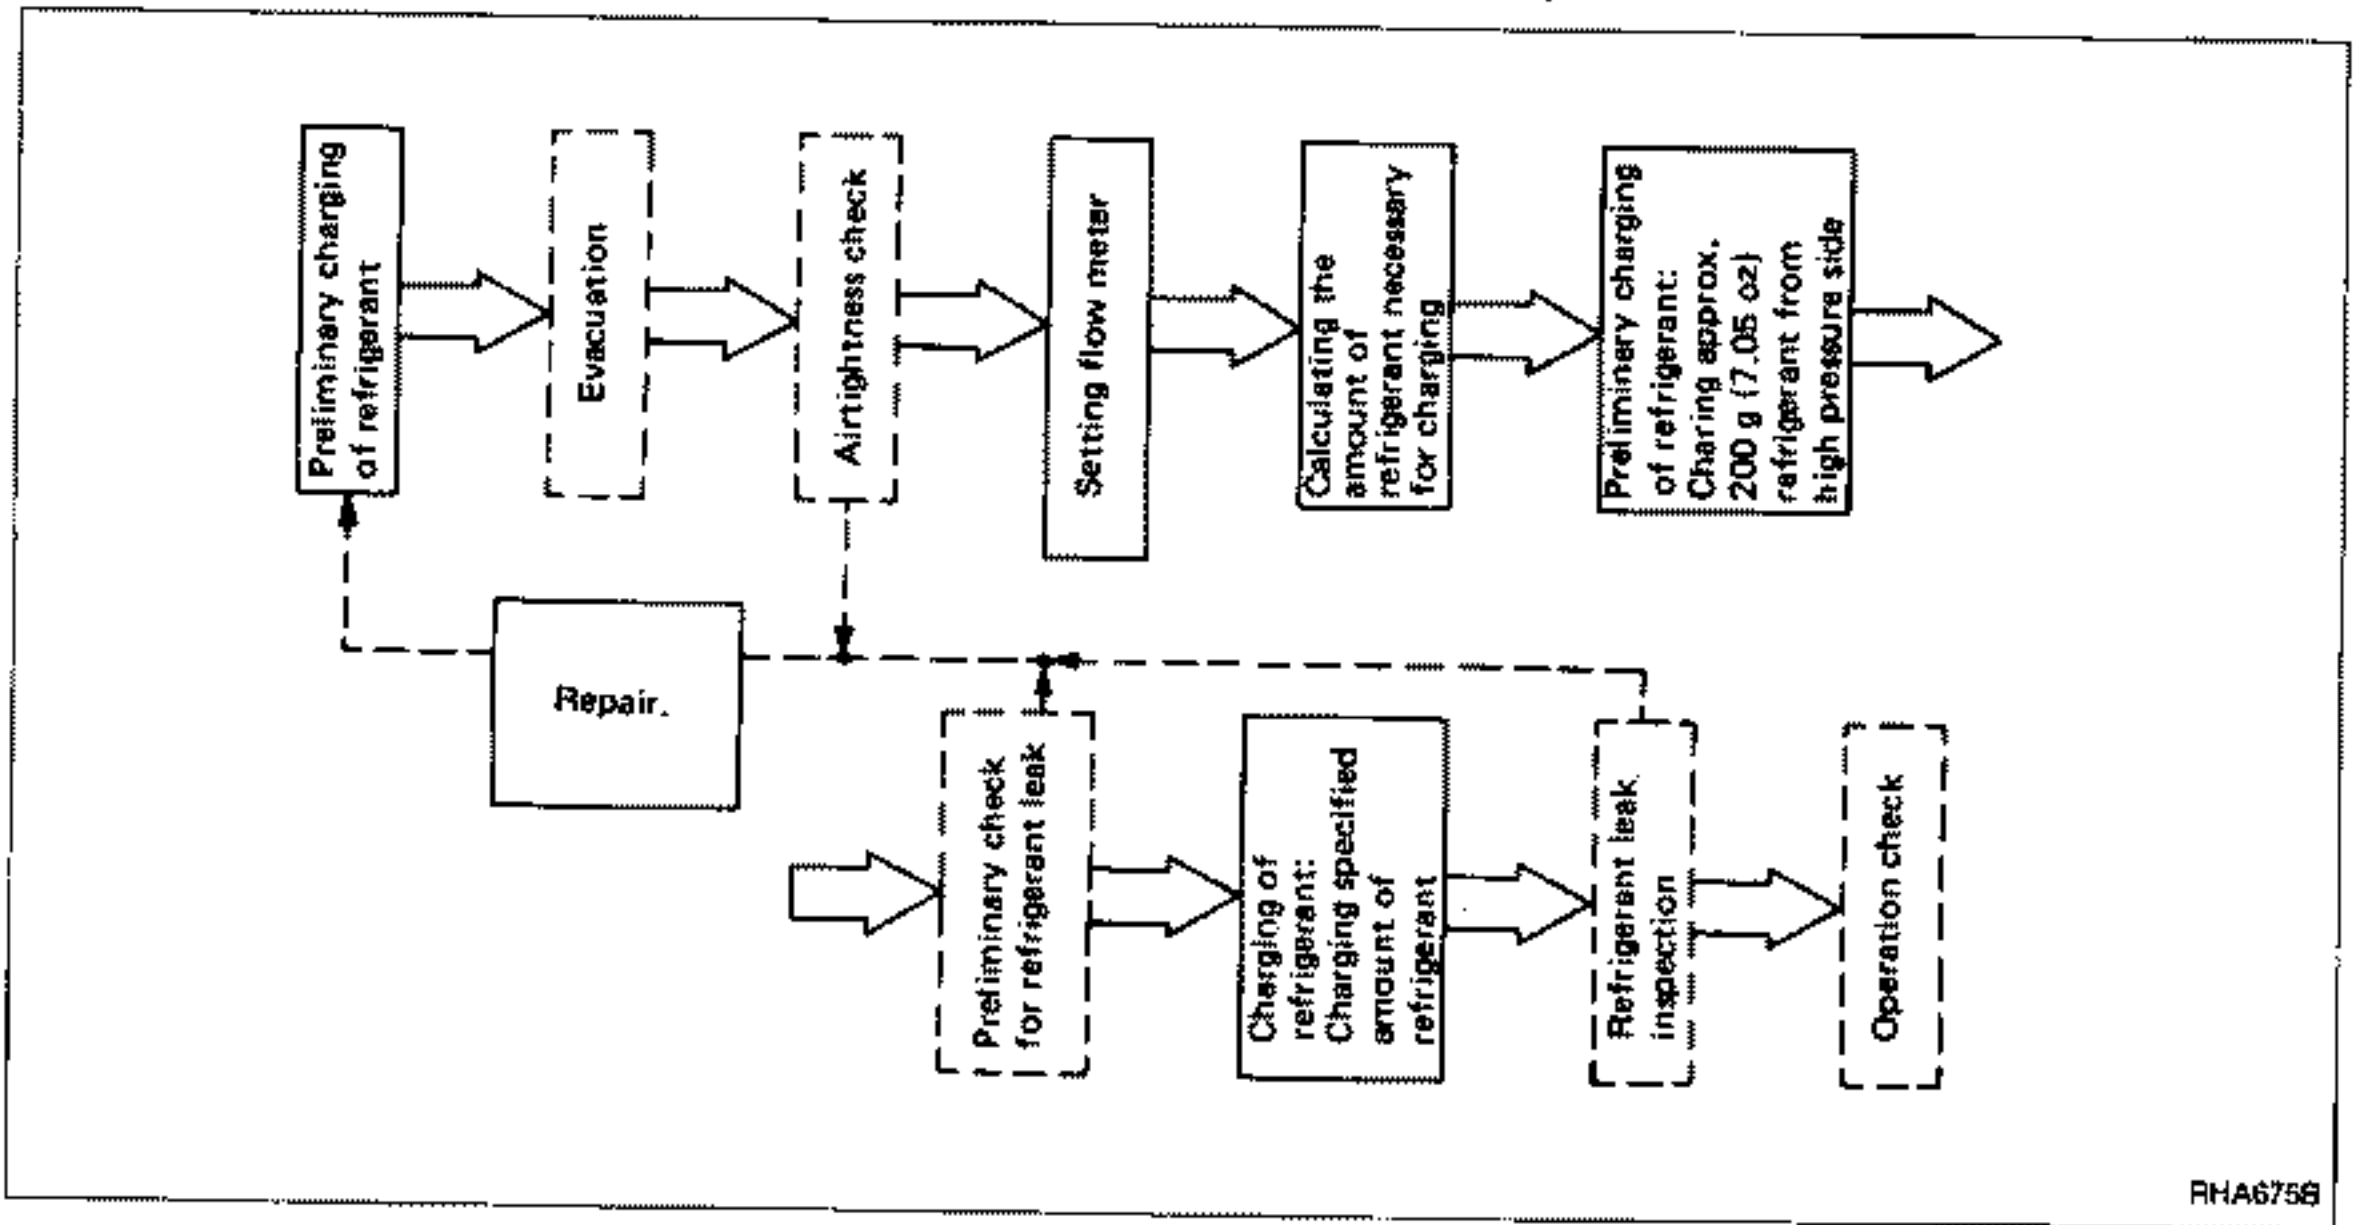 Preliminary charging
of refrigerant
Evacuation
Airtightness check
Setting flow meter
Calculating the
amount of
refrigerant necessary
for charging
Preliminery charging
of refrigerant:
Charing approx.
200 g (7.05 oz)
refrigerant from
high pressure side
Repair.
Preliminary check
for refrigerant leak
Charging of
refrigerant:
Charging specified
amount of
refrigerant
Refrigerent leak
inspection
Operation check
RHA675B